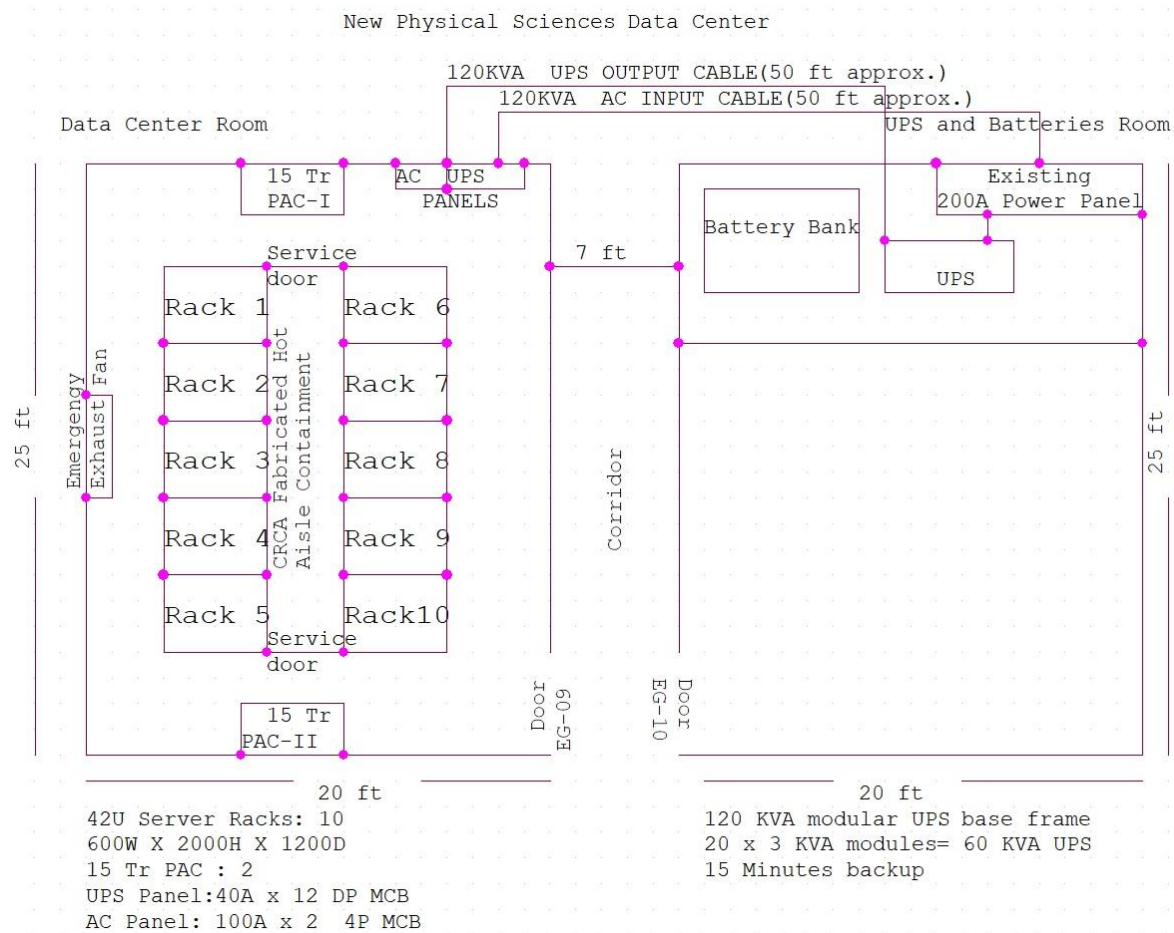 New Physical Sciences Data Center
120KVA  UPS OUTPUT CABLE(50 ft approx.)
120KVA  AC INPUT CABLE(50 ft approx.)
Data Center Room
UPS and Batteries Room
15 Tr
PAC-I
AC  UPS
PANELS
Existing
200A Power Panel
Battery Bank
UPS
7 ft
Service
door
Rack 1
Rack 6
Rack 2
Rack 7
Rack 3
Rack 8
Rack 4
Rack 9
Rack 5
Rack10
CRCA Fabricated Hot
Aisle Containment
Emergengy
Exhaust Fan
25 ft
Corridor
25 ft
Service
door
15 Tr
PAC-II
Door
EG-09
Door
EG-10
20 ft
20 ft
42U Server Racks: 10
600W X 2000H X 1200D
15 Tr PAC : 2
UPS Panel:40A x 12 DP MCB
AC Panel: 100A x 2  4P MCB
120 KVA modular UPS base frame
20 x 3 KVA modules= 60 KVA UPS
15 Minutes backup